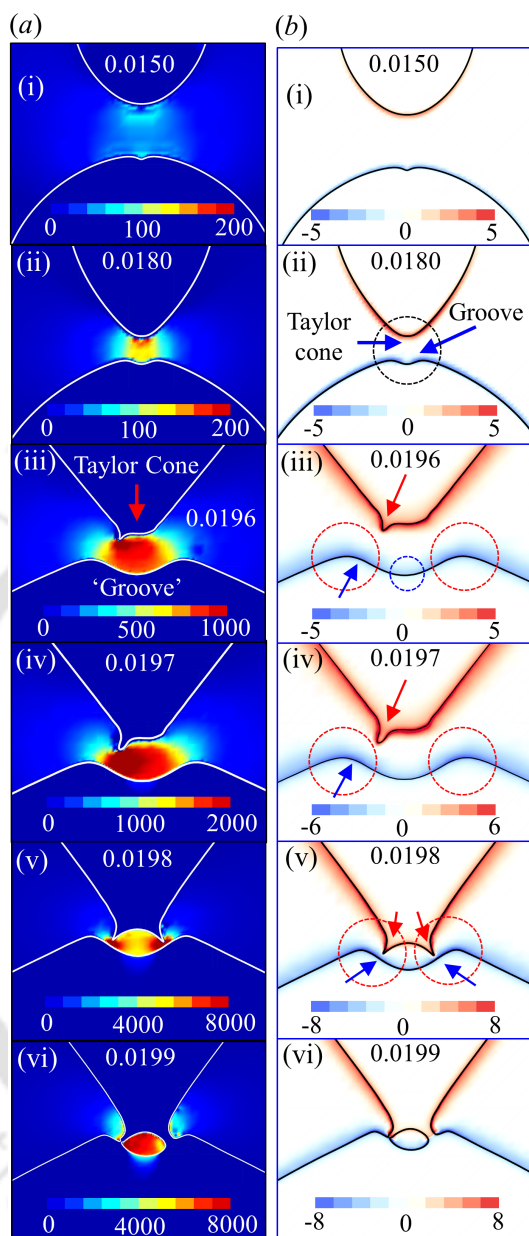 (a)
(b)
(i)
0.0150
0 100 200
(i)
0.0150
-5 0 5
(ii)
0.0180
0 100 200
(ii)
0.0180
Taylor
cone
Groove
-5 0 5
(iii)
Taylor Cone
0.0196
'Groove'
0 500 1000
(iii)
0.0196
-5 0 5
(iv)
0.0197
0 1000 2000
(iv)
0.0197
-6 0 6
(v)
0.0198
0 4000 8000
(v)
0.0198
-8 0 8
(vi)
0.0199
0 4000 8000
(vi)
0.0199
-8 0 8